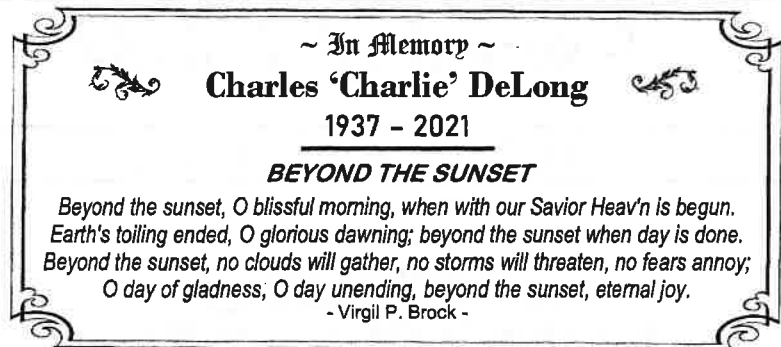 ~ In Memory ~
Charles ‘Charlie’ DeLong
1937 – 2021
BEYOND THE SUNSET
Beyond the sunset, O blissful morning, when with our Savior Heav'n is begun.
Earth's toiling ended, O glorious dawning; beyond the sunset when day is done.
Beyond the sunset, no clouds will gather, no storms will threaten, no fears annoy;
O day of gladness, O day unending, beyond the sunset, eternal joy.
- Virgil P. Brock -